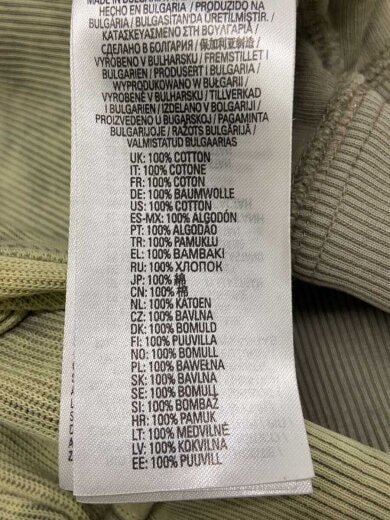 MADE IN BULGARIA /
HECHO EN BULGARIA / PRODUZIDO NA
BULGÁRIA / BULGASITAN'DA ÜRETİLMİŞTİR. /
ΚΑΤΑΣΚΕΥΑΣΜΕΝΟ ΣΤΗ ΒΟΥΛΓΑΡΙΑ /
СДЕЛАНО В БОЛГАРИИ / 保加利亚制造 /
VYROBENO V BULHARSKU / FREMSTILLET I
BULGARIEN / PRODUSERT I BULGARIA /
WYPRODUKOWANO W BUŁGARII /
VYROBENÉ V BULHARSKU / TILLVERKAD
I BULGARIEN / IZDELANO V BOLGARIJI /
PROIZVEDENO U BUGARSKOJ / PAGAMINTA
BULGARIJOJE / RAŽOTS BULGĀRIJĀ /
VALMISTATUD BULGAARIAS
UK: 100% COTTON
IT: 100% COTONE
FR: 100% COTON
DE: 100% BAUMWOLLE
US: 100% COTTON
ES-MX: 100% ALGODÓN
PT: 100% ALGODÃO
TR: 100% PAMUKLU
EL: 100% ΒΑΜΒΑΚΙ
RU: 100% ХЛОПОК
JP: 100% 綿
CN: 100% 棉
NL: 100% KATOEN
CZ: 100% BAVLNA
DK: 100% BOMULD
FI: 100% PUUVILLA
NO: 100% BOMULL
PL: 100% BAWEŁNA
SK: 100% BAVLNA
SE: 100% BOMULL
SI: 100% BOMBAŽ
HR: 100% PAMUK
LT: 100% MEDVILNĖ
LV: 100% KOKVILNA
EE: 100% PUUVILL